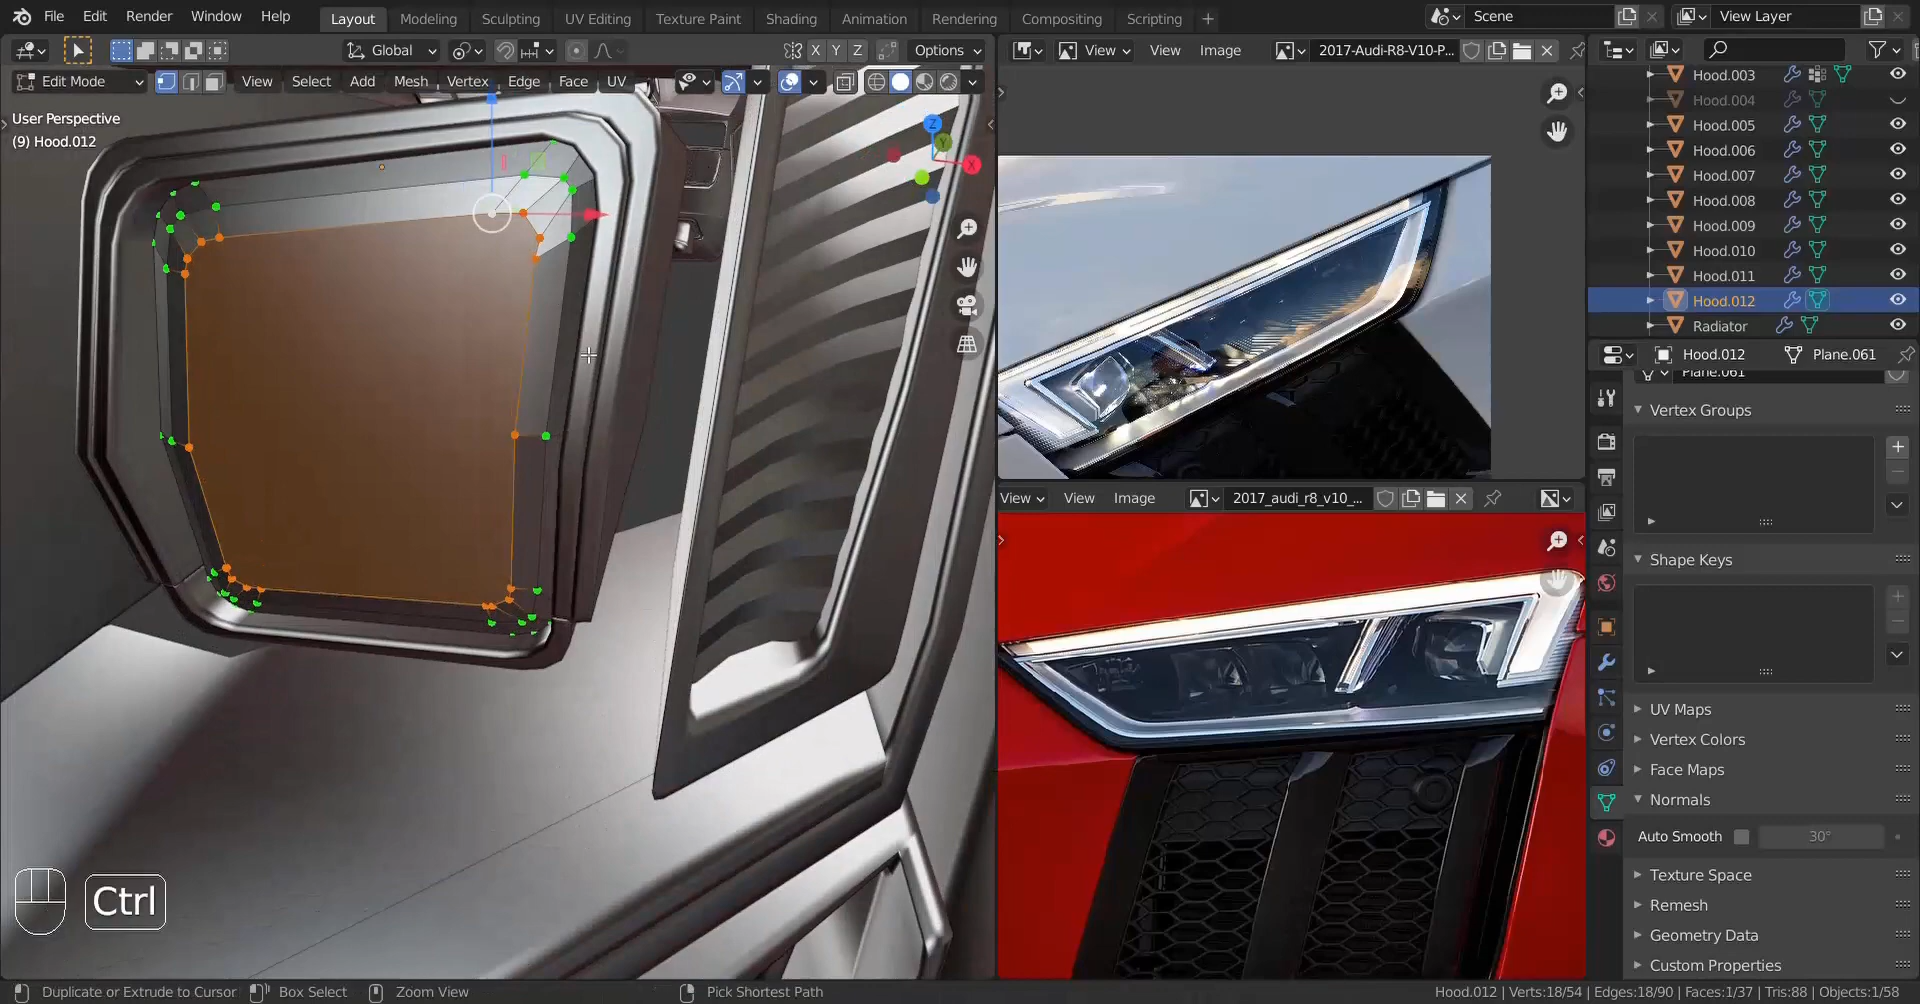 File Edit Render Window Help Layout Modeling Sculpting UV Editing Texture Paint Shading Animation Rendering Compositing Scripting + Scene View Layer
Global X Y Z Options View View Image 2017-Audi-R8-V10-P...
Edit Mode View Select Add Mesh Vertex Edge Face UV
User Perspective
(9) Hood.012
Z
Y
X
Hood.003
Hood.004
Hood.005
Hood.006
Hood.007
Hood.008
Hood.009
Hood.010
Hood.011
Hood.012
Radiator
Hood.012 Plane.061
Plane.061
Vertex Groups
View View Image 2017_audi_r8_v10_...
Shape Keys
UV Maps
Vertex Colors
Face Maps
Normals
Auto Smooth 30°
Texture Space
Remesh
Geometry Data
Custom Properties
Ctrl
Duplicate or Extrude to Cursor Box Select Zoom View Pick Shortest Path Hood.012 | Verts:18/54 | Edges:18/90 | Faces:1/37 | Tris:88 | Objects:1/58